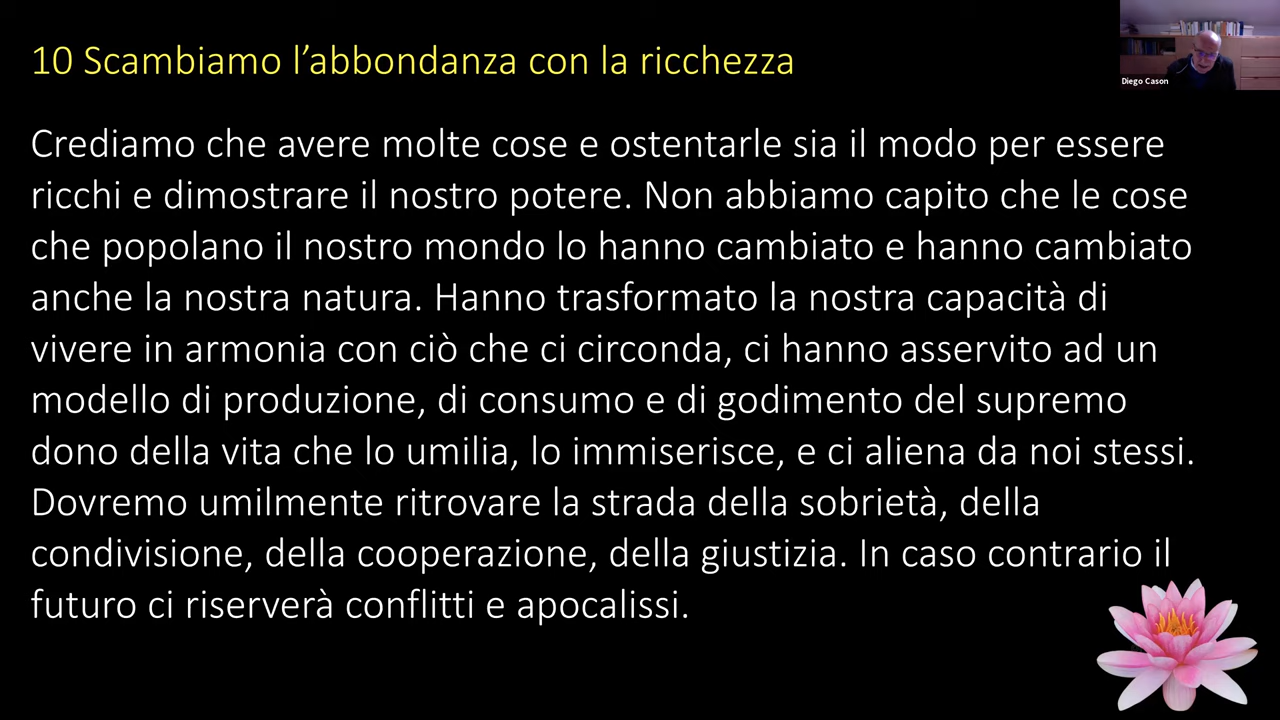 10 Scambiamo l’abbondanza con la ricchezza
Diego Cason
Crediamo che avere molte cose e ostentarle sia il modo per essere
ricchi e dimostrare il nostro potere. Non abbiamo capito che le cose
che popolano il nostro mondo lo hanno cambiato e hanno cambiato
anche la nostra natura. Hanno trasformato la nostra capacità di
vivere in armonia con ciò che ci circonda, ci hanno asservito ad un
modello di produzione, di consumo e di godimento del supremo
dono della vita che lo umilia, lo immiserisce, e ci aliena da noi stessi.
Dovremo umilmente ritrovare la strada della sobrietà, della
condivisione, della cooperazione, della giustizia. In caso contrario il
futuro ci riserverà conflitti e apocalissi.